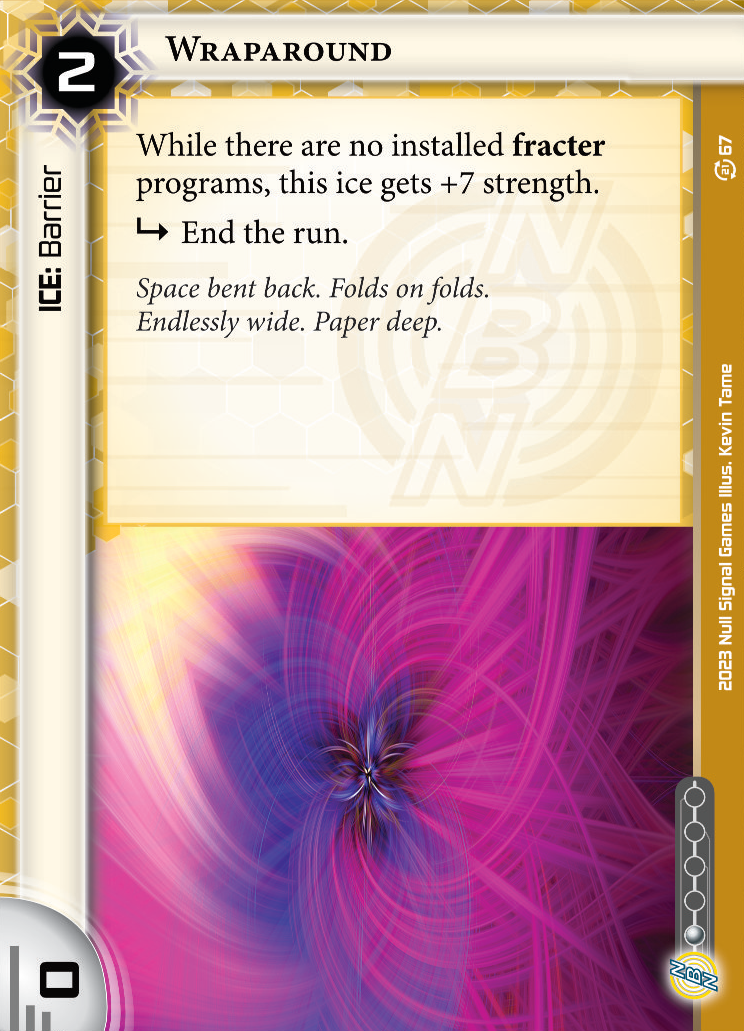 2
WRAPAROUND
ICE: Barrier
While there are no installed fracter
programs, this ice gets +7 strength.
↳ End the run.
Space bent back. Folds on folds.
Endlessly wide. Paper deep.
NBN
21 67
2023 Null Signal Games Illus. Kevin Tame
0
NBN